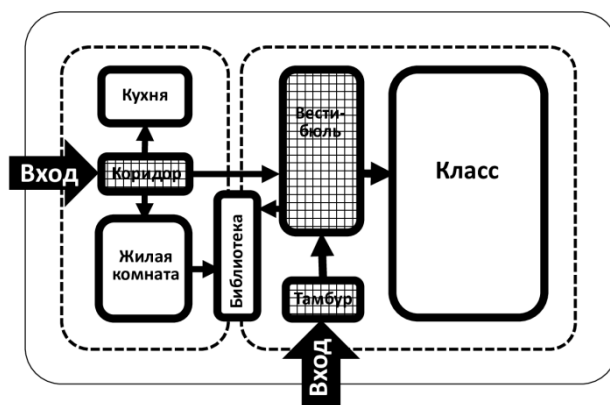 Кухня
Вход
Коридор
Жилая
комната
Библиотека
Вести-
бюль
Класс
Тамбур
Вход